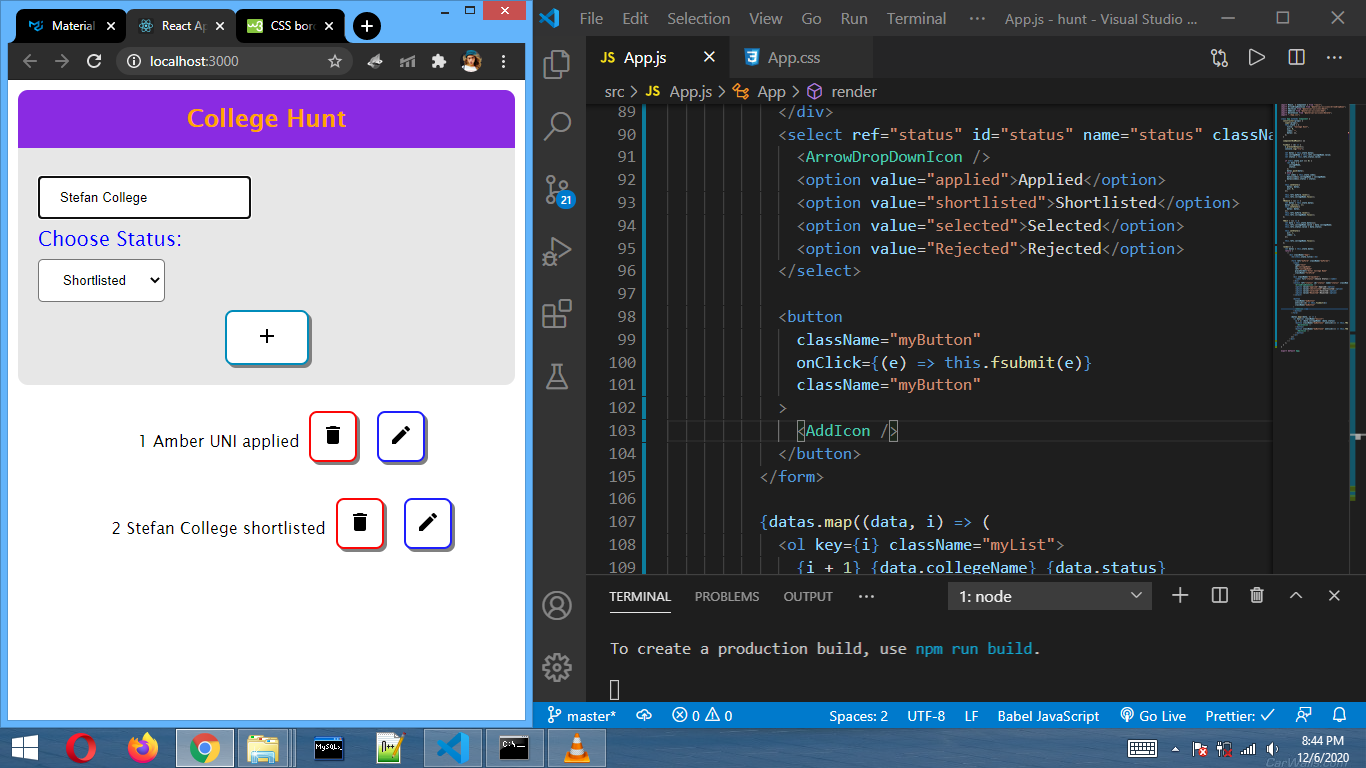 Material
React Ap
CSS bord
localhost:3000
College Hunt
Stefan College
Choose Status:
Shortlisted
1 Amber UNI applied
2 Stefan College shortlisted
File Edit Selection View Go Run Terminal ··· App.js - hunt - Visual Studio ...
JS App.js
App.css
src > JS App.js > App > render
21
89 </div>
90 <select ref="status" id="status" name="status" classNa
91 <ArrowDropDownIcon />
92 <option value="applied">Applied</option>
93 <option value="shortlisted">Shortlisted</option>
94 <option value="selected">Selected</option>
95 <option value="Rejected">Rejected</option>
96 </select>
97
98 <button
99 className="myButton"
100 onClick={(e) => this.fsubmit(e)}
101 className="myButton"
102 >
103 <AddIcon />
104 </button>
105 </form>
106
107 {datas.map((data, i) => (
108 <ol key={i} className="myList">
109 {i + 1} {data.collegeName} {data.status}
TERMINAL PROBLEMS OUTPUT ··· 1: node
To create a production build, use npm run build.
master* 0 0 Spaces: 2 UTF-8 LF Babel JavaScript Go Live Prettier: ✓
MySQL
8:44 PM
12/6/2020